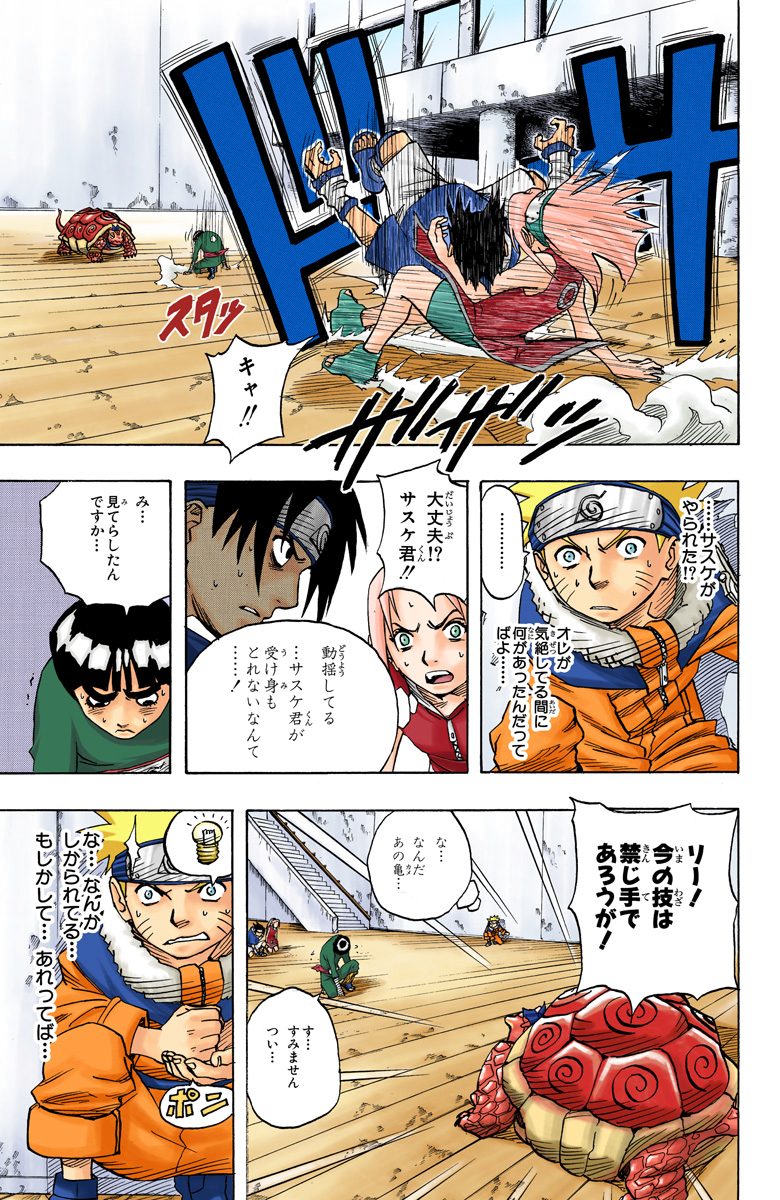 ドサ
スタッ
ザザザッ
キャ!!
……サスケが
やられた!?
…………
オレが
気絶してる間に
何があったんだって
ばよ……
大丈夫!?
サスケ君!!
動揺してる
…サスケ君が
受け身も
とれないなんて
……!
み…
見てらしたん
ですか…
リー!
今の技は
禁じ手で
あろうが!
な…
なんだ
あの亀…
す…
すみません
つい…
な…なんか
しかられてる…
もしかして…あれってば…
ポン